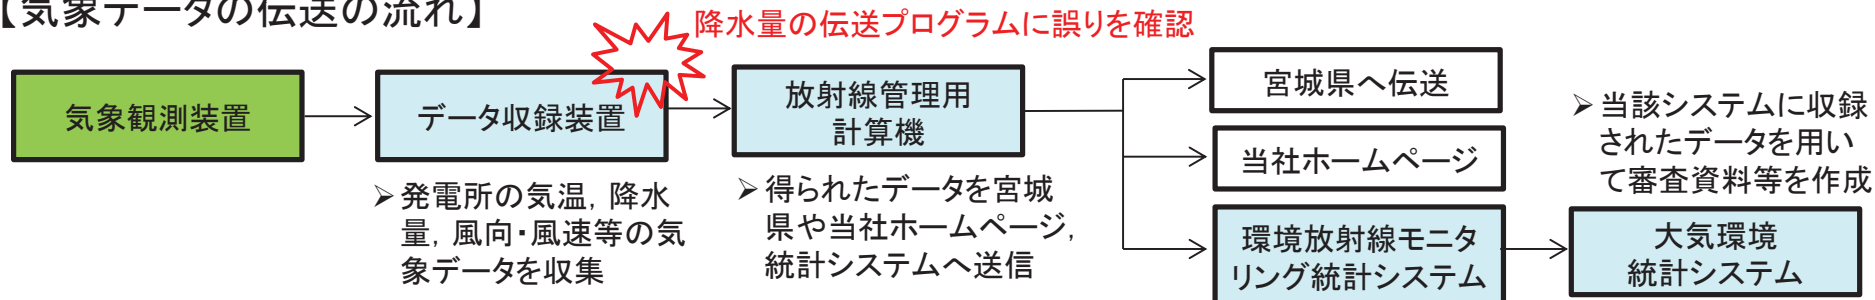 【気象データの伝送の流れ】
降水量の伝送プログラムに誤りを確認
気象観測装置
データ収録装置
➢発電所の気温，降水
量，風向・風速等の気
象データを収集
放射線管理用
計算機
➢得られたデータを宮城
県や当社ホームページ，
統計システムへ送信
宮城県へ伝送
当社ホームページ
環境放射線モニタ
リング統計システム
➢当該システムに収録
されたデータを用い
て審査資料等を作成
大気環境
統計システム